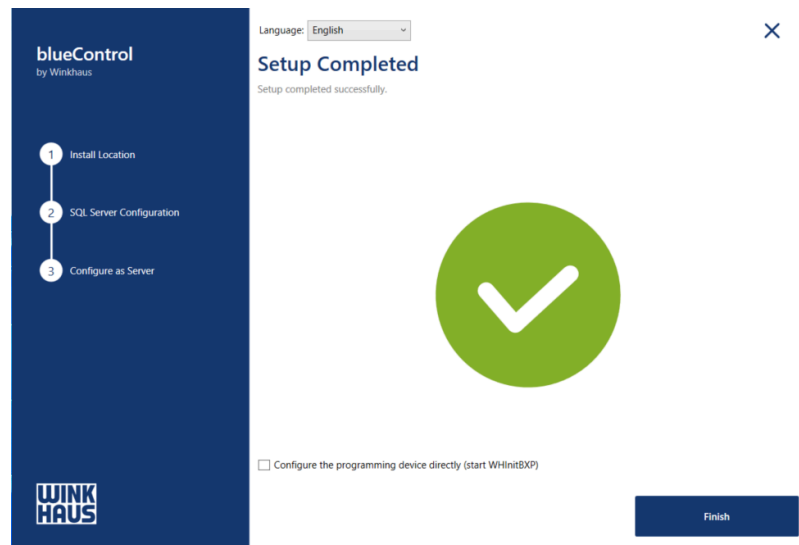 blueControl
by Winkhaus
1 Install Location
2 SQL Server Configuration
3 Configure as Server
WINK
HAUS
Language: English
Setup Completed
Setup completed successfully.
Configure the programming device directly (start WHInitBXP)
Finish